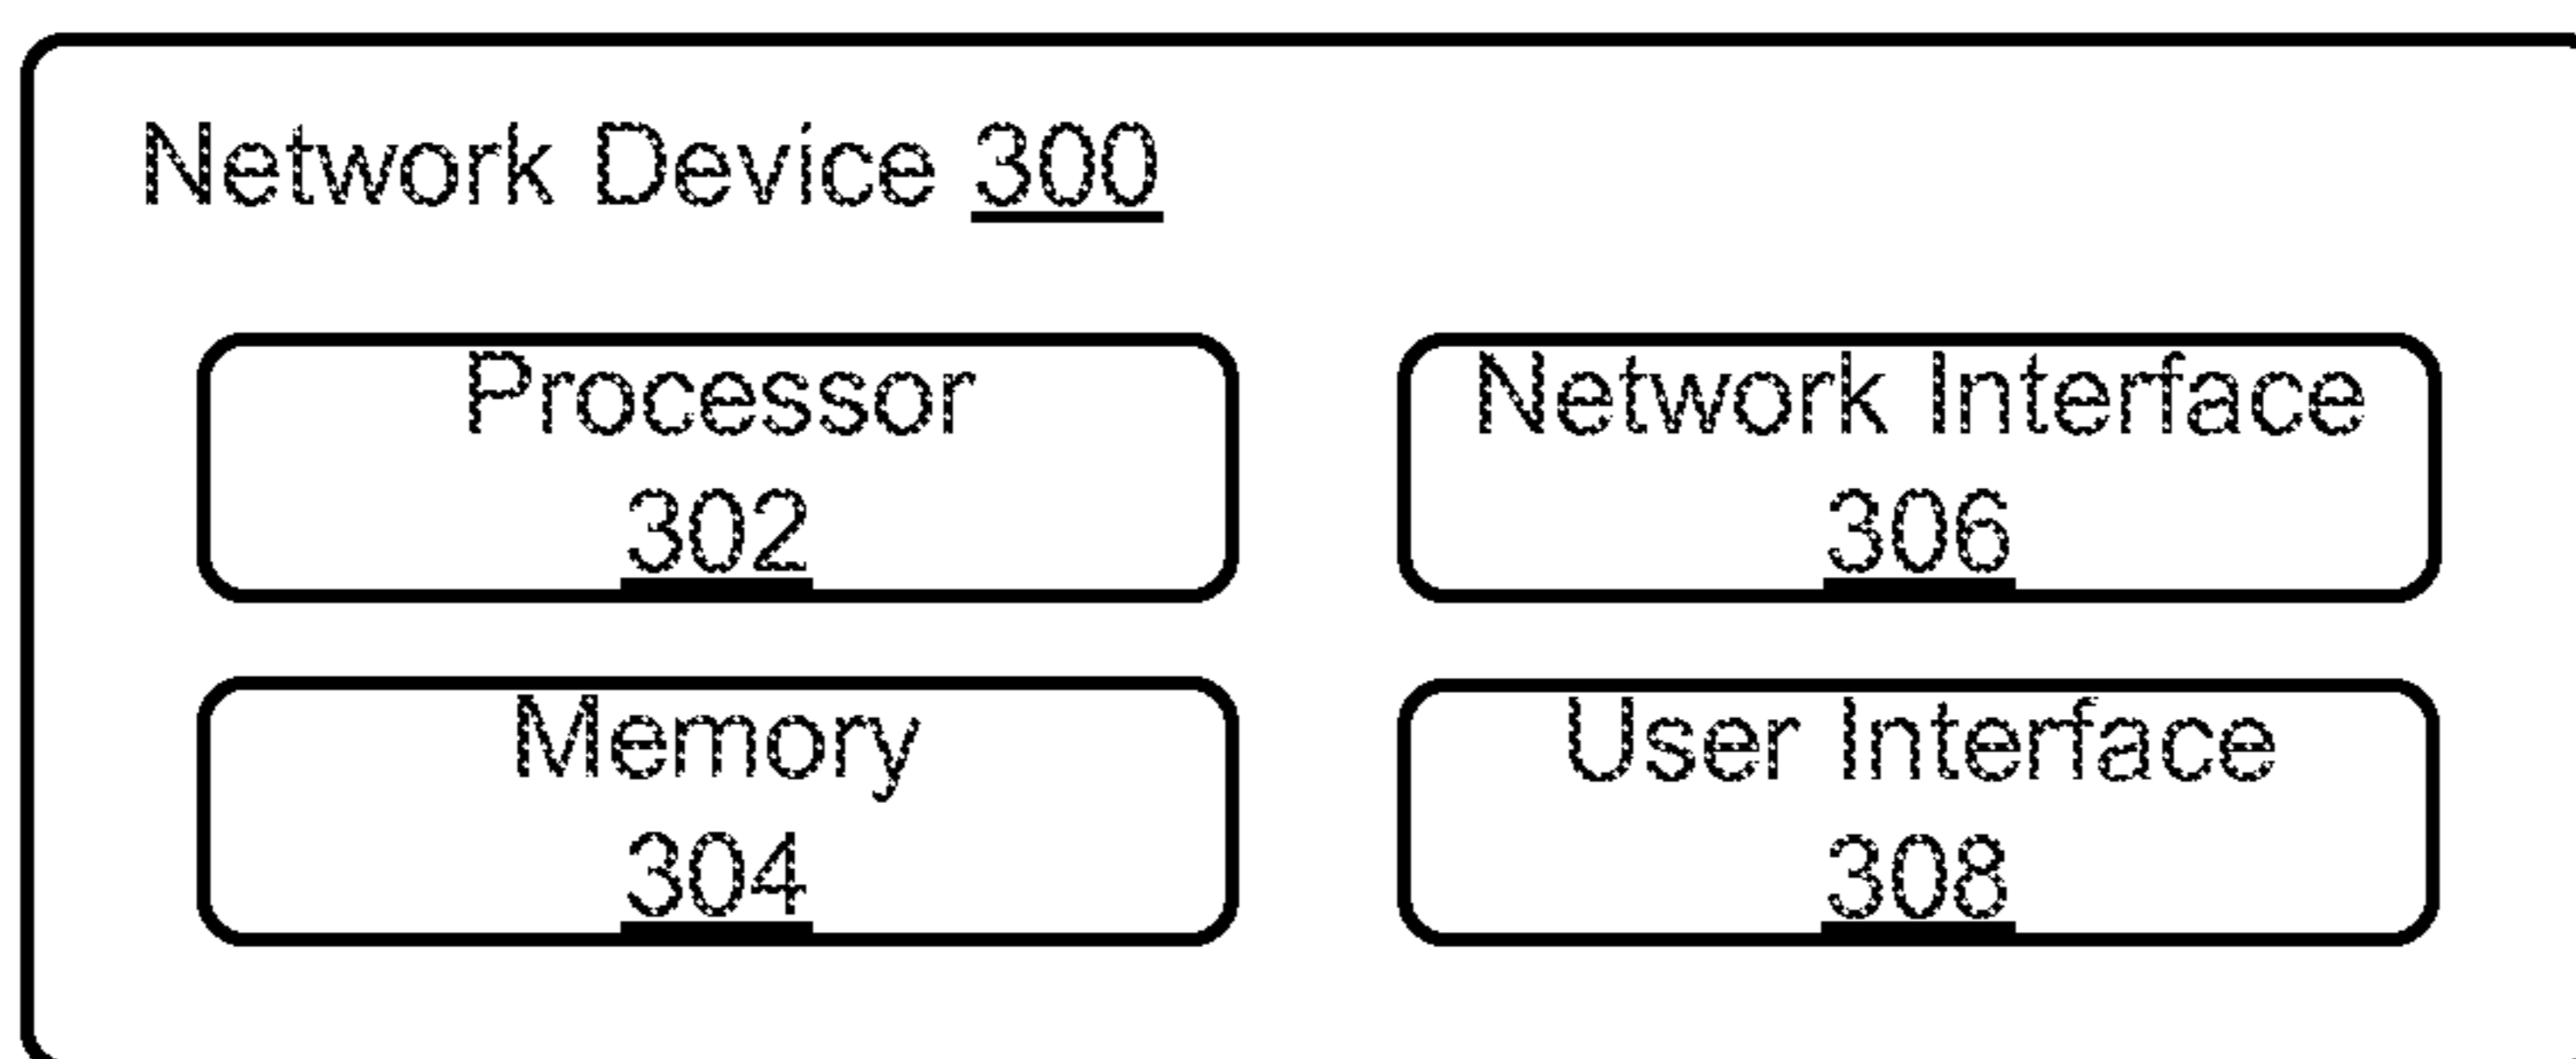 Network Device 300
Processor
302
Network Interface
306
Memory
304
User Interface
308